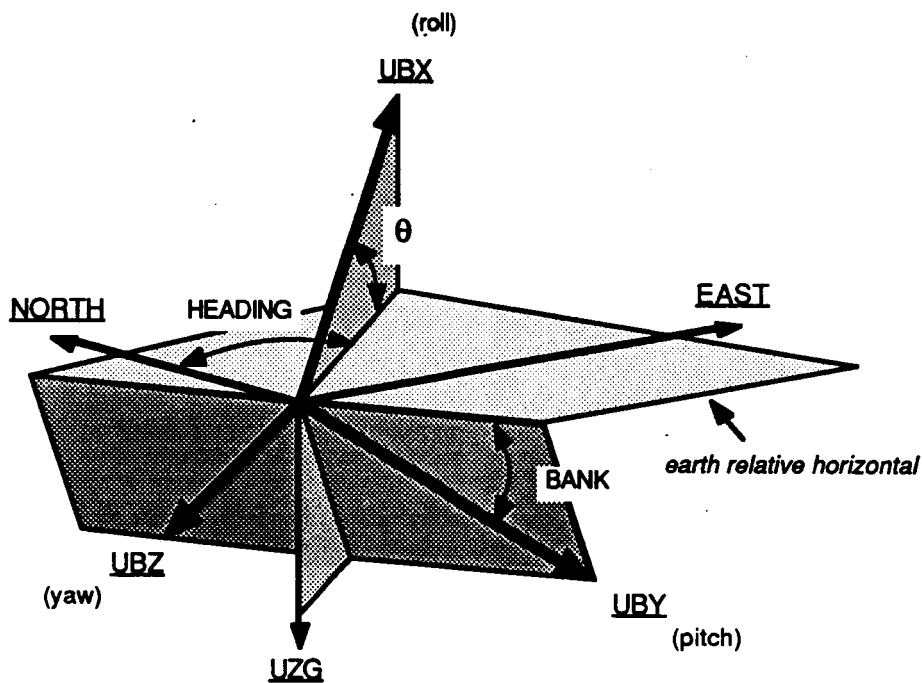 (roll)
UBX
θ
NORTH
HEADING
EAST
earth relative horizontal
BANK
UBZ
(yaw)
UBY
(pitch)
UZG